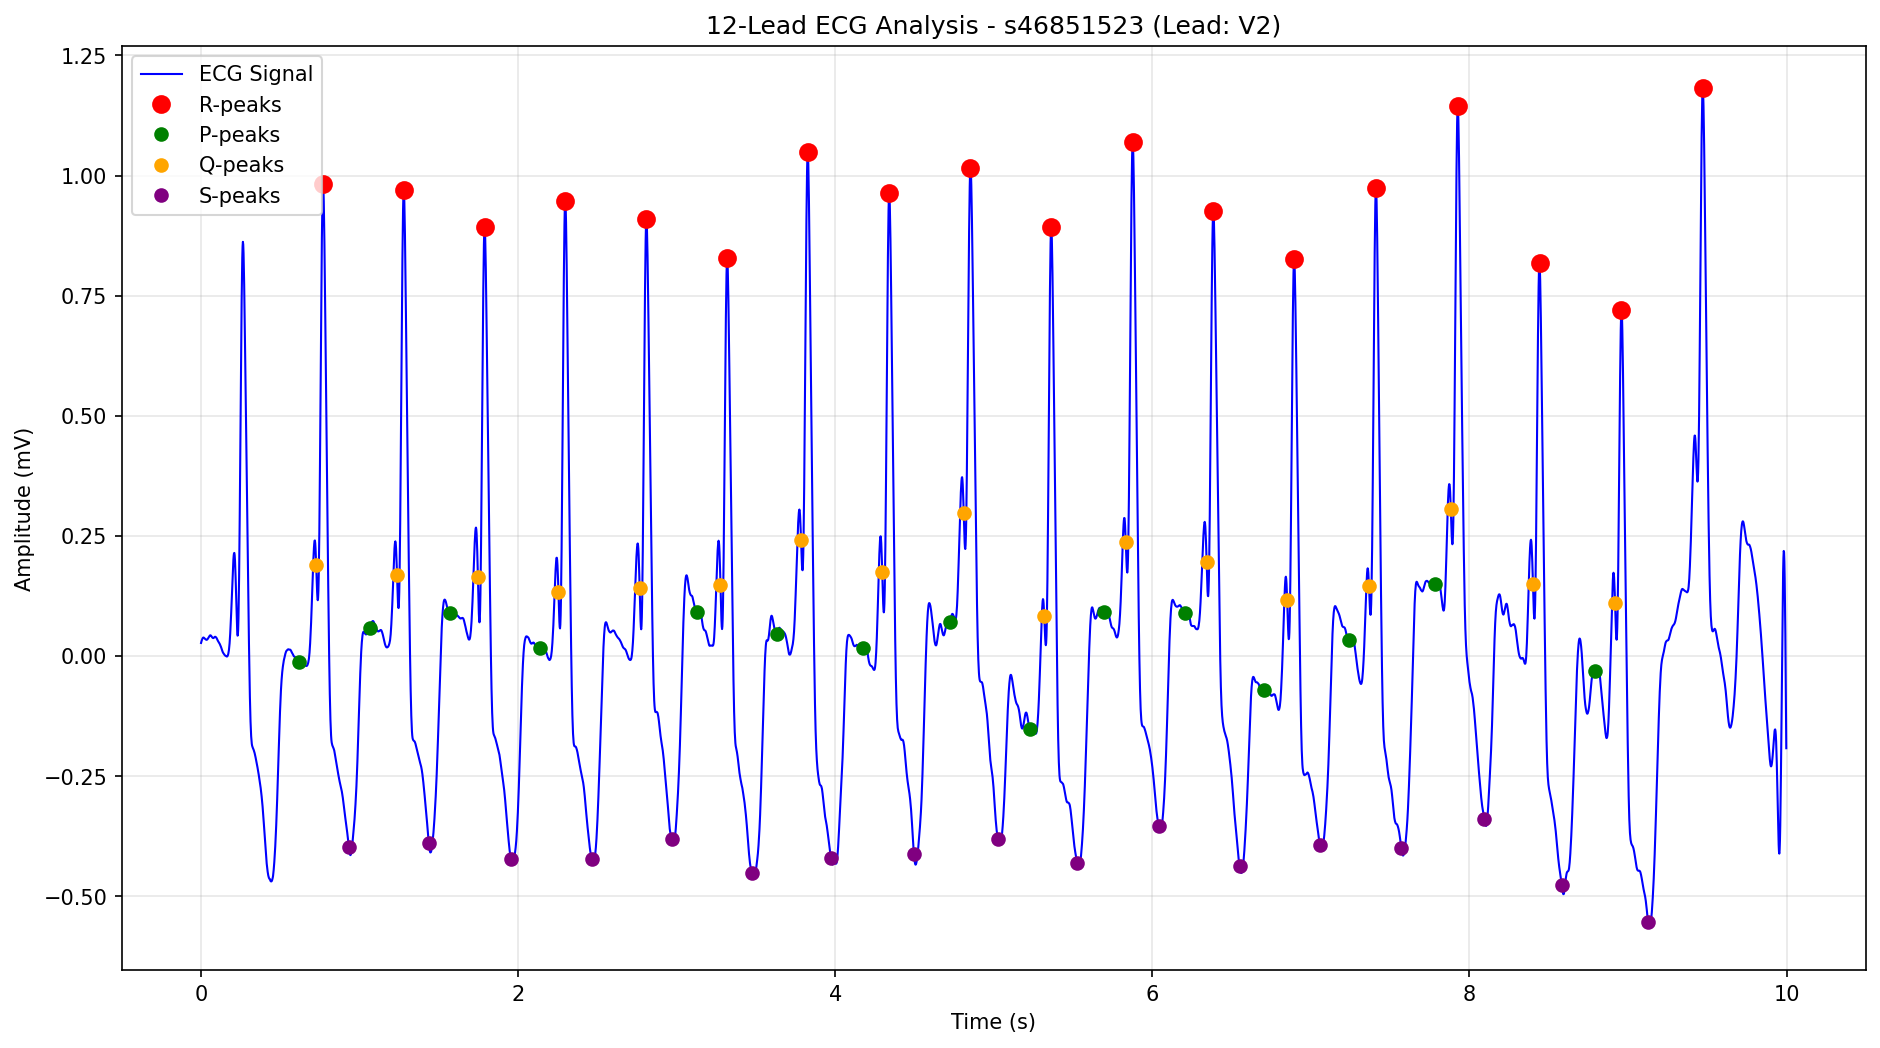 12-Lead ECG Analysis - s46851523 (Lead: V2)
ECG Signal
R-peaks
P-peaks
Q-peaks
S-peaks
1.25
1.00
0.75
0.50
0.25
0.00
−0.25
−0.50
Amplitude (mV)
0 2 4 6 8 10
Time (s)